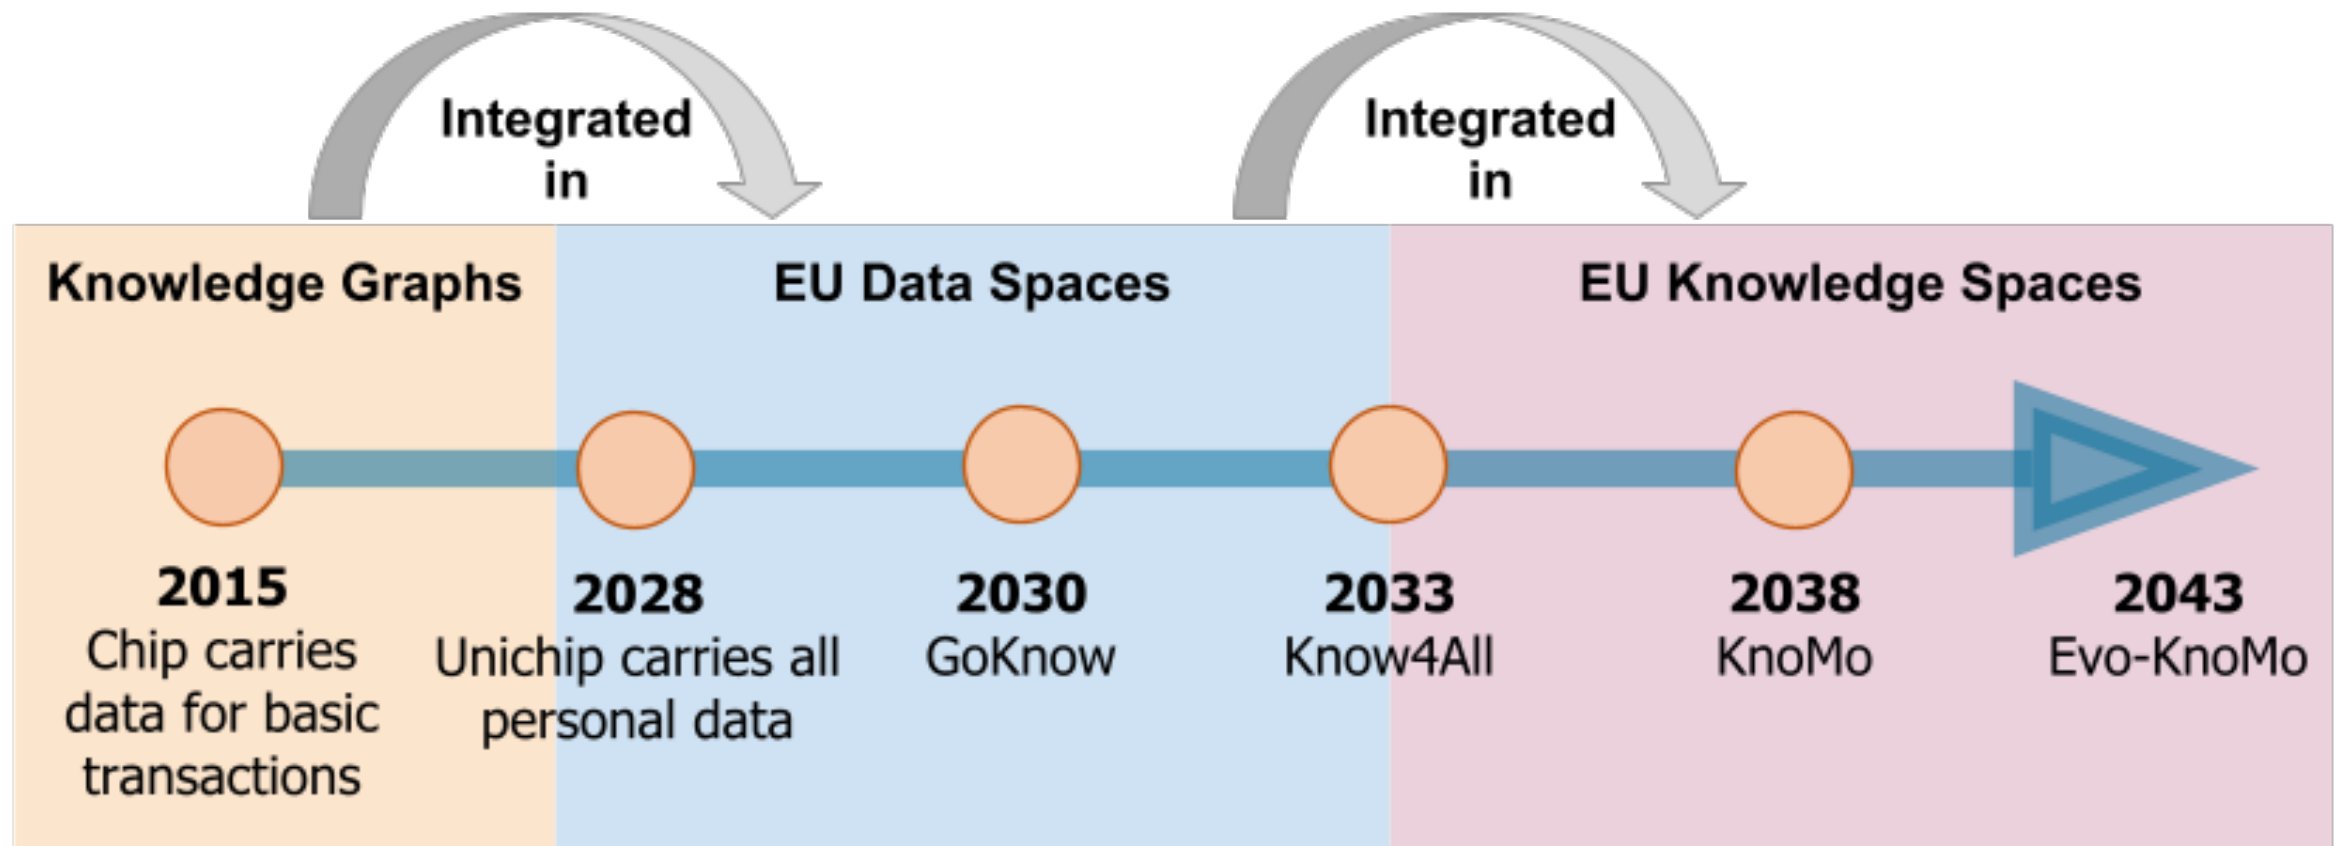 Integrated
in
Integrated
in
Knowledge Graphs
EU Data Spaces
EU Knowledge Spaces
2015
Chip carries
data for basic
transactions
2028
Unichip carries all
personal data
2030
GoKnow
2033
Know4All
2038
KnoMo
2043
Evo-KnoMo